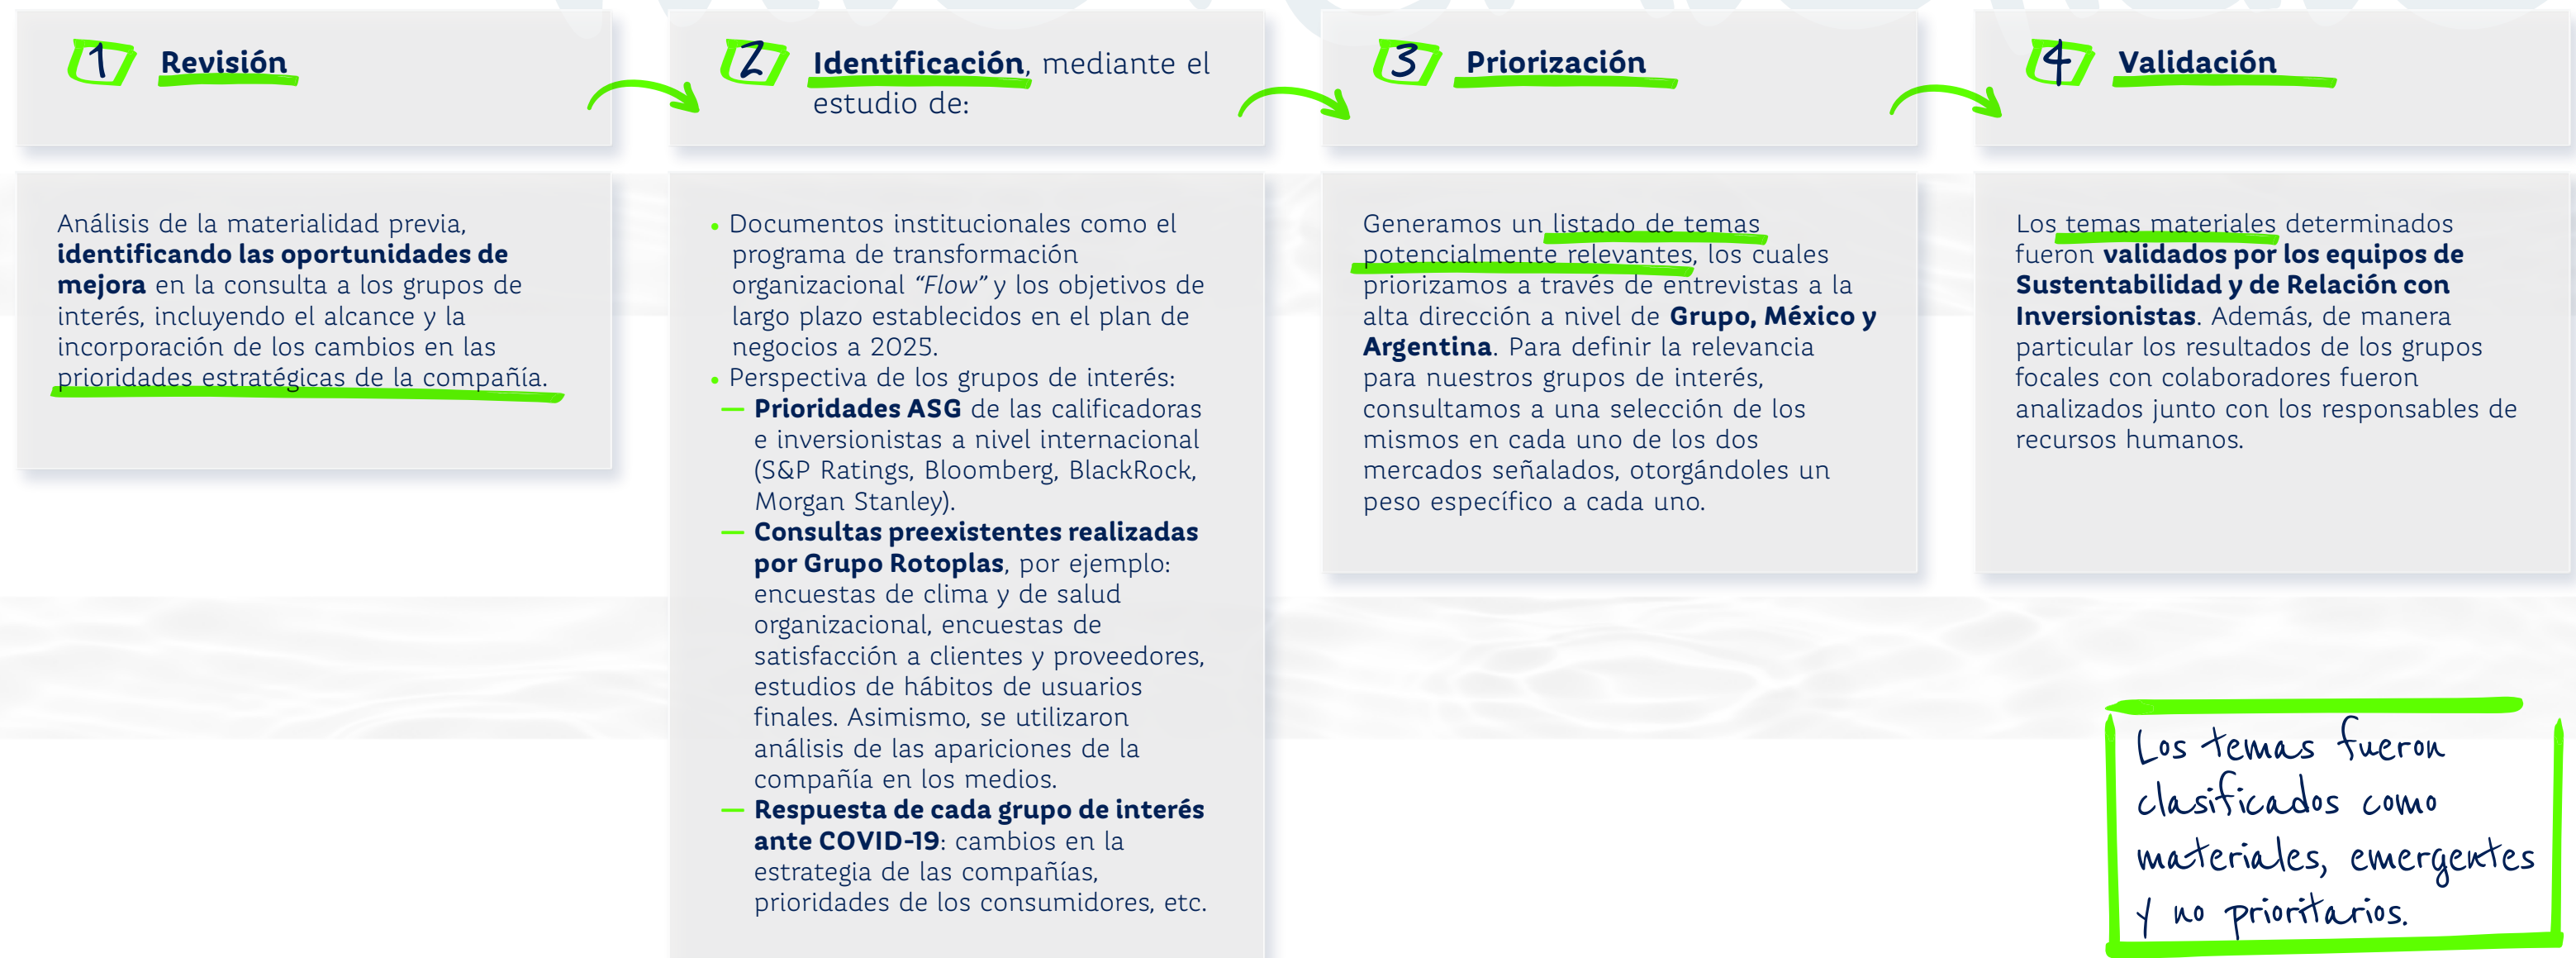 1 Revisión
Análisis de la materialidad previa,
identificando las oportunidades de
mejora en la consulta a los grupos de
interés, incluyendo el alcance y la
incorporación de los cambios en las
prioridades estratégicas de la compañía.
2 Identificación, mediante el
estudio de:
• Documentos institucionales como el
programa de transformación
organizacional “Flow” y los objetivos de
largo plazo establecidos en el plan de
negocios a 2025.
• Perspectiva de los grupos de interés:
— Prioridades ASG de las calificadoras
e inversionistas a nivel internacional
(S&P Ratings, Bloomberg, BlackRock,
Morgan Stanley).
— Consultas preexistentes realizadas
por Grupo Rotoplas, por ejemplo:
encuestas de clima y de salud
organizacional, encuestas de
satisfacción a clientes y proveedores,
estudios de hábitos de usuarios
finales. Asimismo, se utilizaron
análisis de las apariciones de la
compañía en los medios.
— Respuesta de cada grupo de interés
ante COVID-19: cambios en la
estrategia de las compañías,
prioridades de los consumidores, etc.
3 Priorización
Generamos un listado de temas
potencialmente relevantes, los cuales
priorizamos a través de entrevistas a la
alta dirección a nivel de Grupo, México y
Argentina. Para definir la relevancia
para nuestros grupos de interés,
consultamos a una selección de los
mismos en cada uno de los dos
mercados señalados, otorgándoles un
peso específico a cada uno.
4 Validación
Los temas materiales determinados
fueron validados por los equipos de
Sustentabilidad y de Relación con
Inversionistas. Además, de manera
particular los resultados de los grupos
focales con colaboradores fueron
analizados junto con los responsables de
recursos humanos.
Los temas fueron
clasificados como
materiales, emergentes
y no prioritarios.